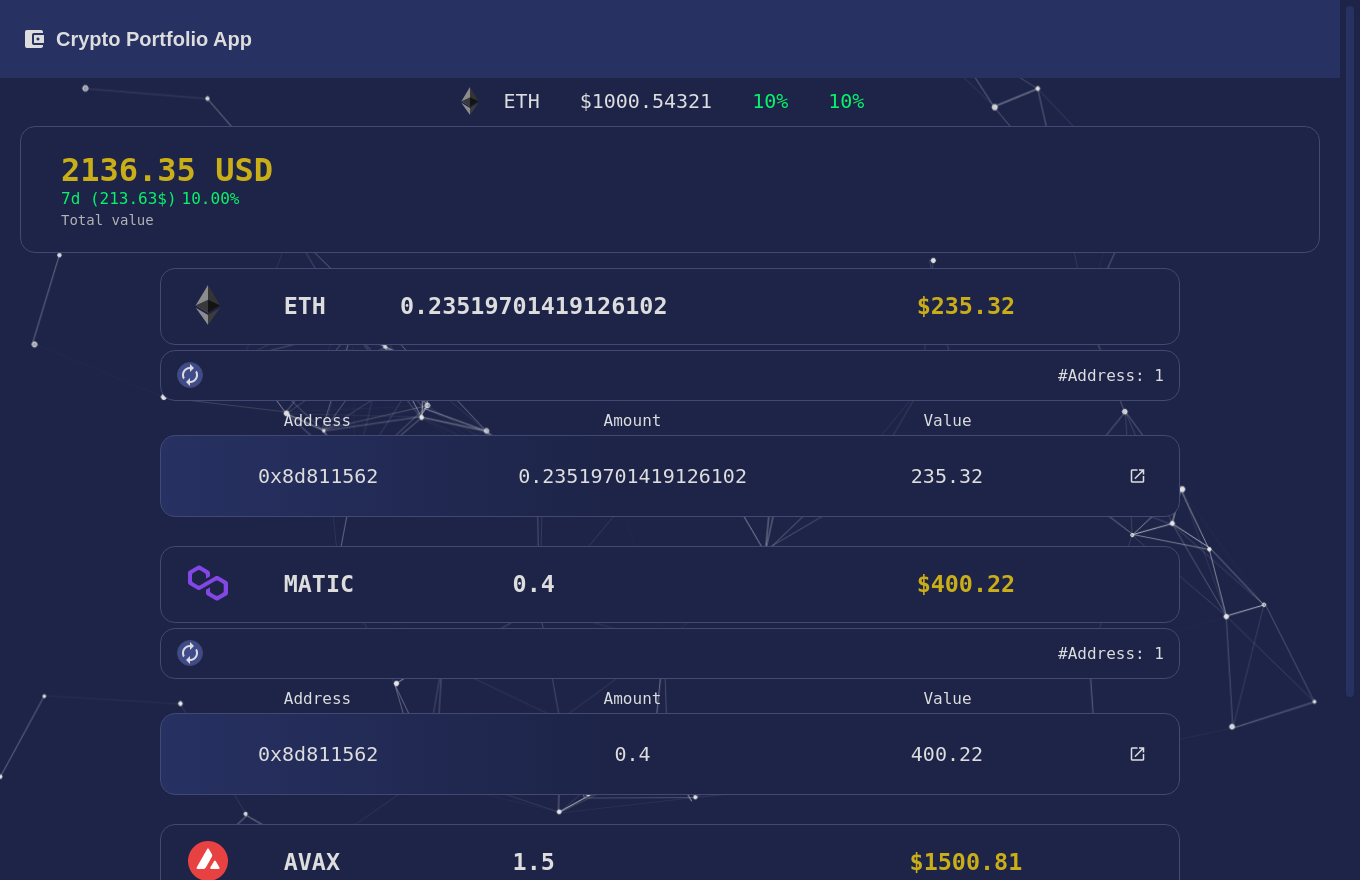 Crypto Portfolio App
ETH $1000.54321 10% 10%
2136.35 USD
7d (213.63$) 10.00%
Total value
ETH 0.23519701419126102 $235.32
#Address: 1
Address Amount Value
0x8d811562 0.23519701419126102 235.32
MATIC 0.4 $400.22
#Address: 1
Address Amount Value
0x8d811562 0.4 400.22
AVAX 1.5 $1500.81